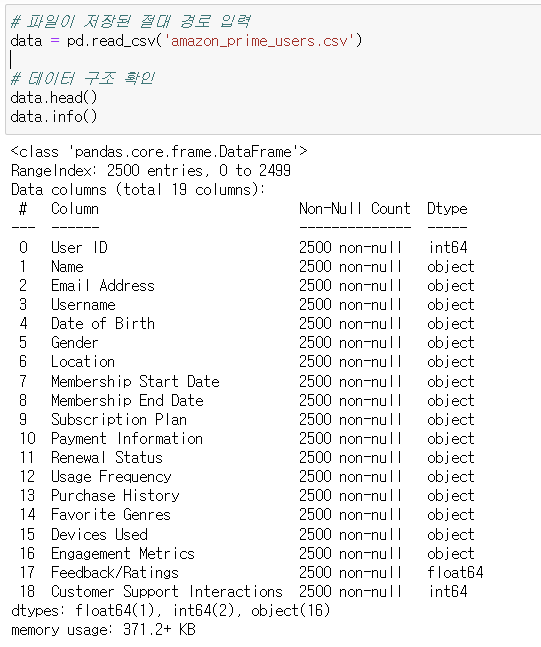 # 파일이 저장된 절대 경로 입력
data = pd.read_csv('amazon_prime_users.csv')
# 데이터 구조 확인
data.head()
data.info()
<class 'pandas.core.frame.DataFrame'>
RangeIndex: 2500 entries, 0 to 2499
Data columns (total 19 columns):
 #   Column                         Non-Null Count  Dtype
---  ------                         --------------  -----
 0   User ID                        2500 non-null   int64
 1   Name                           2500 non-null   object
 2   Email Address                  2500 non-null   object
 3   Username                       2500 non-null   object
 4   Date of Birth                  2500 non-null   object
 5   Gender                         2500 non-null   object
 6   Location                       2500 non-null   object
 7   Membership Start Date          2500 non-null   object
 8   Membership End Date            2500 non-null   object
 9   Subscription Plan              2500 non-null   object
 10  Payment Information            2500 non-null   object
 11  Renewal Status                 2500 non-null   object
 12  Usage Frequency                2500 non-null   object
 13  Purchase History               2500 non-null   object
 14  Favorite Genres                2500 non-null   object
 15  Devices Used                   2500 non-null   object
 16  Engagement Metrics             2500 non-null   object
 17  Feedback/Ratings               2500 non-null   float64
 18  Customer Support Interactions  2500 non-null   int64
dtypes: float64(1), int64(2), object(16)
memory usage: 371.2+ KB